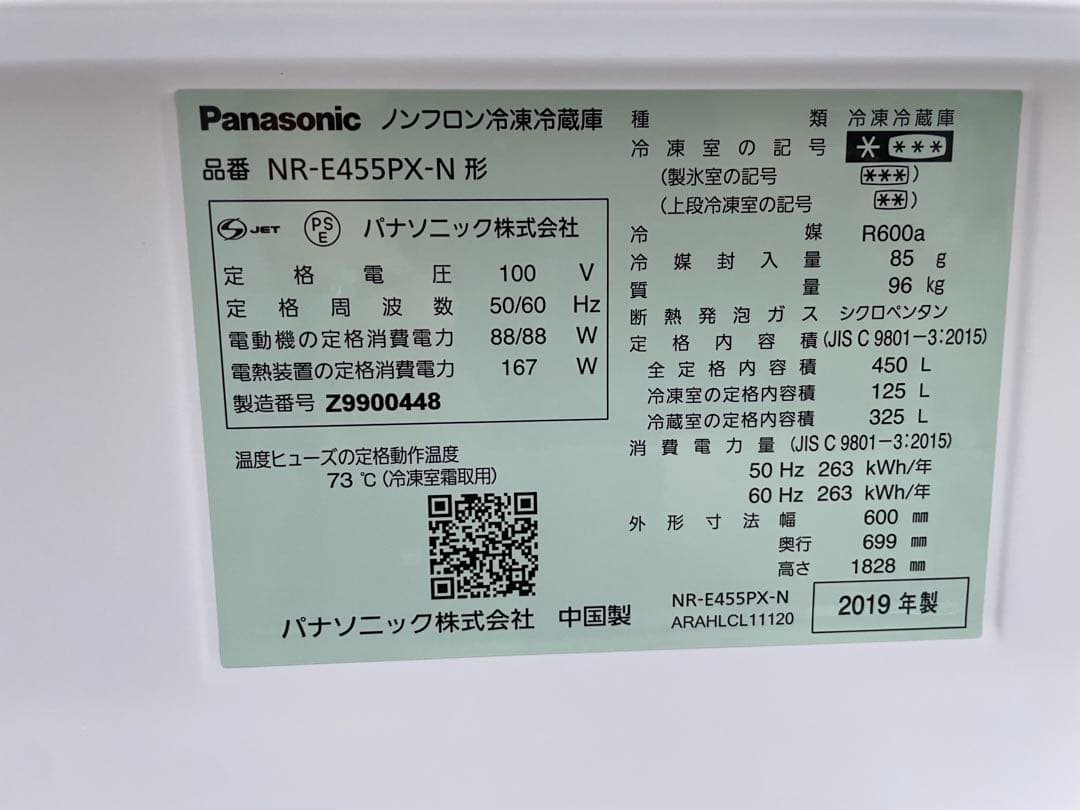 Panasonic ノンフロン冷凍冷蔵庫
品番 NR-E455PX-N 形
JET PSE パナソニック株式会社
定格電圧 100 V
定格周波数 50/60 Hz
電動機の定格消費電力 88/88 W
電熱装置の定格消費電力 167 W
製造番号 Z9900448
温度ヒューズの定格動作温度
73 ℃ (冷凍室霜取用)
パナソニック株式会社 中国製
種類 冷凍冷蔵庫
冷凍室の記号 * ***
(製氷室の記号 ***)
(上段冷凍室の記号 **)
冷媒 R600a
冷媒封入量 85 g
質量 96 kg
断熱発泡ガス シクロペンタン
定格内容積 (JIS C 9801-3:2015)
全定格内容積 450 L
冷凍室の定格内容積 125 L
冷蔵室の定格内容積 325 L
消費電力量 (JIS C 9801-3:2015)
50 Hz 263 kWh/年
60 Hz 263 kWh/年
外形寸法 幅 600 mm
奥行 699 mm
高さ 1828 mm
NR-E455PX-N
ARAHLCL11120
2019 年製